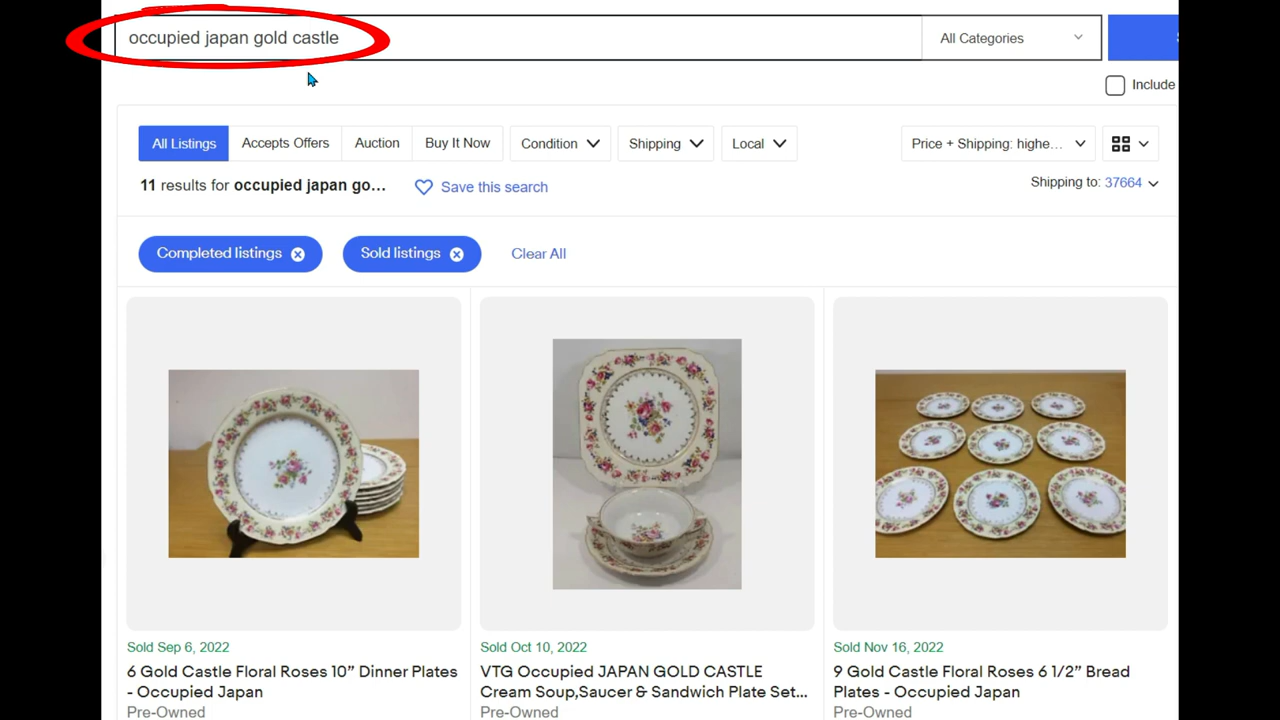 occupied japan gold castle
All Categories
Include
All Listings
Accepts Offers
Auction
Buy It Now
Condition
Shipping
Local
Price + Shipping: highe...
11 results for occupied japan go...
Save this search
Shipping to: 37664
Completed listings
Sold listings
Clear All
Sold Sep 6, 2022
6 Gold Castle Floral Roses 10” Dinner Plates
- Occupied Japan
Pre-Owned
Sold Oct 10, 2022
VTG Occupied JAPAN GOLD CASTLE
Cream Soup,Saucer & Sandwich Plate Set...
Pre-Owned
Sold Nov 16, 2022
9 Gold Castle Floral Roses 6 1/2” Bread
Plates - Occupied Japan
Pre-Owned